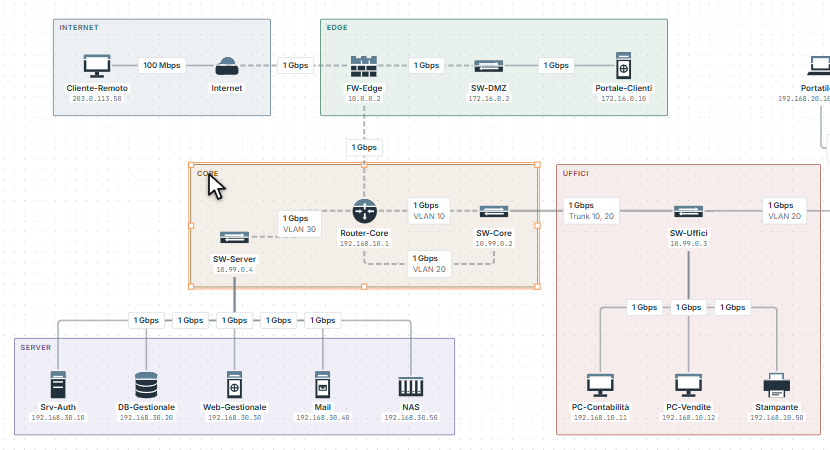 INTERNET
EDGE
100 Mbps
1 Gbps
1 Gbps
1 Gbps
Cliente-Remoto
203.0.113.50
Internet
FW-Edge
10.0.0.2
SW-DMZ
172.16.0.2
Portale-Clienti
172.16.0.10
192.168.20.10
1 Gbps
CORE
UFFICI
1 Gbps
VLAN 30
1 Gbps
VLAN 10
1 Gbps
Trunk 10, 20
1 Gbps
VLAN 20
Router-Core
192.168.10.1
SW-Core
10.99.0.2
SW-Uffici
10.99.0.3
SW-Server
10.99.0.4
1 Gbps
VLAN 20
1 Gbps
1 Gbps
1 Gbps
1 Gbps
1 Gbps
1 Gbps
1 Gbps
1 Gbps
SERVER
Srv-Auth
192.168.30.10
DB-Gestionale
192.168.30.20
Web-Gestionale
192.168.30.30
Mail
192.168.30.40
NAS
192.168.30.50
PC-Contabilità
192.168.10.11
PC-Vendite
192.168.10.12
Stampante
192.168.10.50